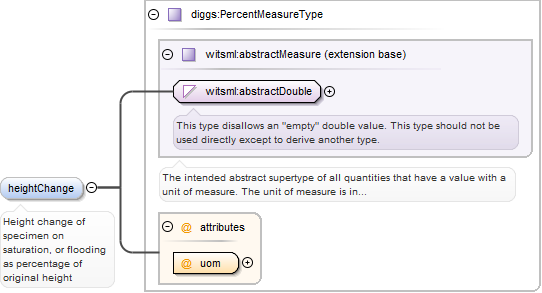 diggs:PercentMeasureType
witsml:abstractMeasure (extension base)
witsml:abstractDouble
This type disallows an "empty" double value. This type should not be
used directly except to derive another type.
The intended abstract supertype of all quantities that have a value with a
unit of measure. The unit of measure is in...
heightChange
Height change of
specimen on
saturation, or flooding
as percentage of
original height
@ attributes
@ uom